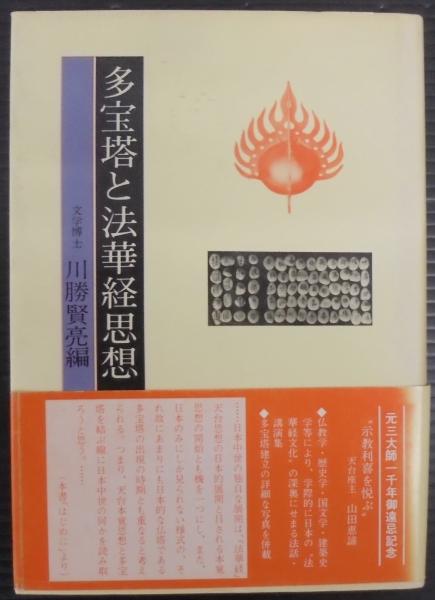 多宝塔と法華経思想
文学博士
川勝賢亮編
元三大師一千年御遠忌記念
"示教利喜を悦ぶ"
天台座主 山田恵諦
◆仏教学・歴史学・国文学・建築史
学等により、学際的に日本の“法
華経文化”の深奥にせまる法話・
講演集
◆多宝塔建立の詳細な写真を併載
……日本中世の独自な展開は、『法華経』
天台思想の日本的展開と目される本覚
思想の開始とも機を一つにし、また、
日本のみにしか見られない様式の、そ
れ故にあまりにも日本的な仏塔である
多宝塔の出現の時期とも重なると考え
られる。つまり、天台本覚思想と多宝
塔を結ぶ線に日本中世の何かを読み取
ろうと思う。……
（本書「はじめに」より）